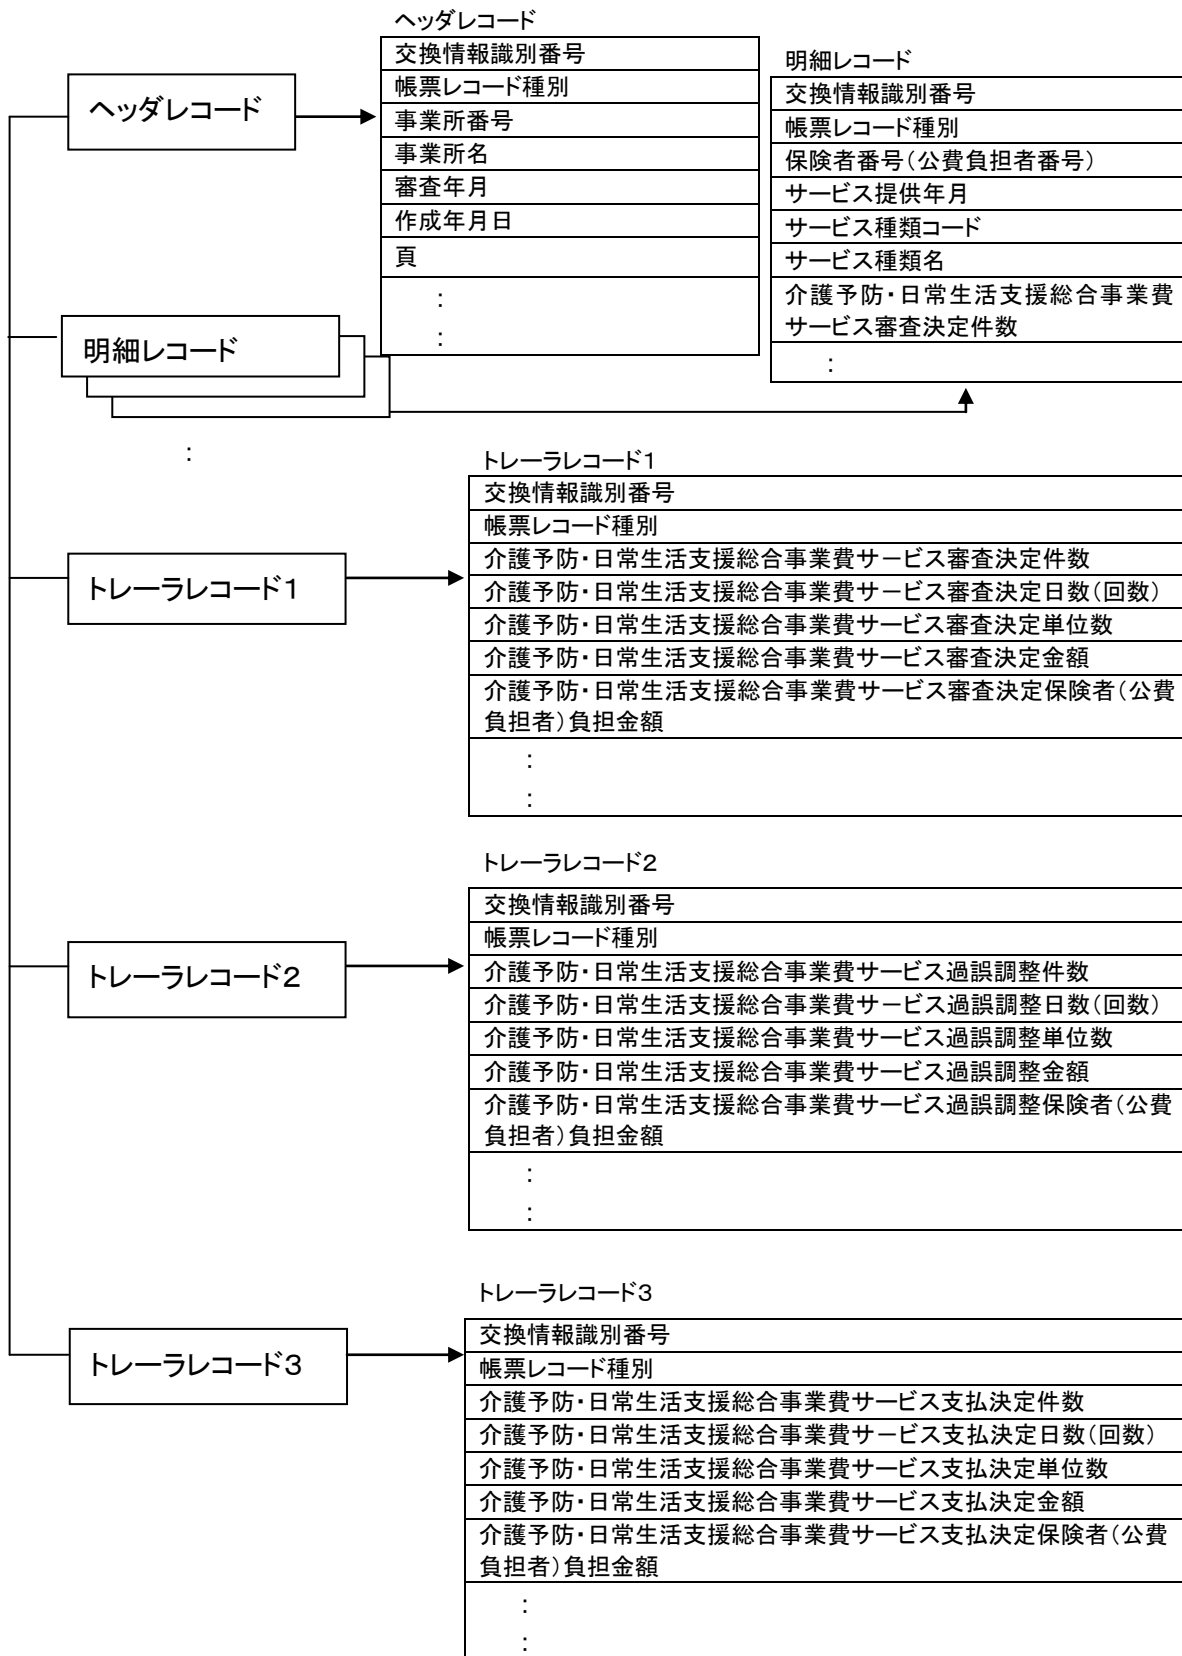 ヘッダレコード
ヘッダレコード
交換情報識別番号
帳票レコード種別
事業所番号
事業所名
審査年月
作成年月日
頁
:
:
明細レコード
明細レコード
交換情報識別番号
帳票レコード種別
保険者番号(公費負担者番号)
サービス提供年月
サービス種類コード
サービス種類名
介護予防・日常生活支援総合事業費
サービス審査決定件数
:
:
トレーラレコード1
トレーラレコード1
交換情報識別番号
帳票レコード種別
介護予防・日常生活支援総合事業費サービス審査決定件数
介護予防・日常生活支援総合事業費サービス審査決定日数(回数)
介護予防・日常生活支援総合事業費サービス審査決定単位数
介護予防・日常生活支援総合事業費サービス審査決定金額
介護予防・日常生活支援総合事業費サービス審査決定保険者(公費
負担者)負担金額
:
:
トレーラレコード2
トレーラレコード2
交換情報識別番号
帳票レコード種別
介護予防・日常生活支援総合事業費サービス過誤調整件数
介護予防・日常生活支援総合事業費サービス過誤調整日数(回数)
介護予防・日常生活支援総合事業費サービス過誤調整単位数
介護予防・日常生活支援総合事業費サービス過誤調整金額
介護予防・日常生活支援総合事業費サービス過誤調整保険者(公費
負担者)負担金額
:
:
トレーラレコード3
トレーラレコード3
交換情報識別番号
帳票レコード種別
介護予防・日常生活支援総合事業費サービス支払決定件数
介護予防・日常生活支援総合事業費サービス支払決定日数(回数)
介護予防・日常生活支援総合事業費サービス支払決定単位数
介護予防・日常生活支援総合事業費サービス支払決定金額
介護予防・日常生活支援総合事業費サービス支払決定保険者(公費
負担者)負担金額
:
: